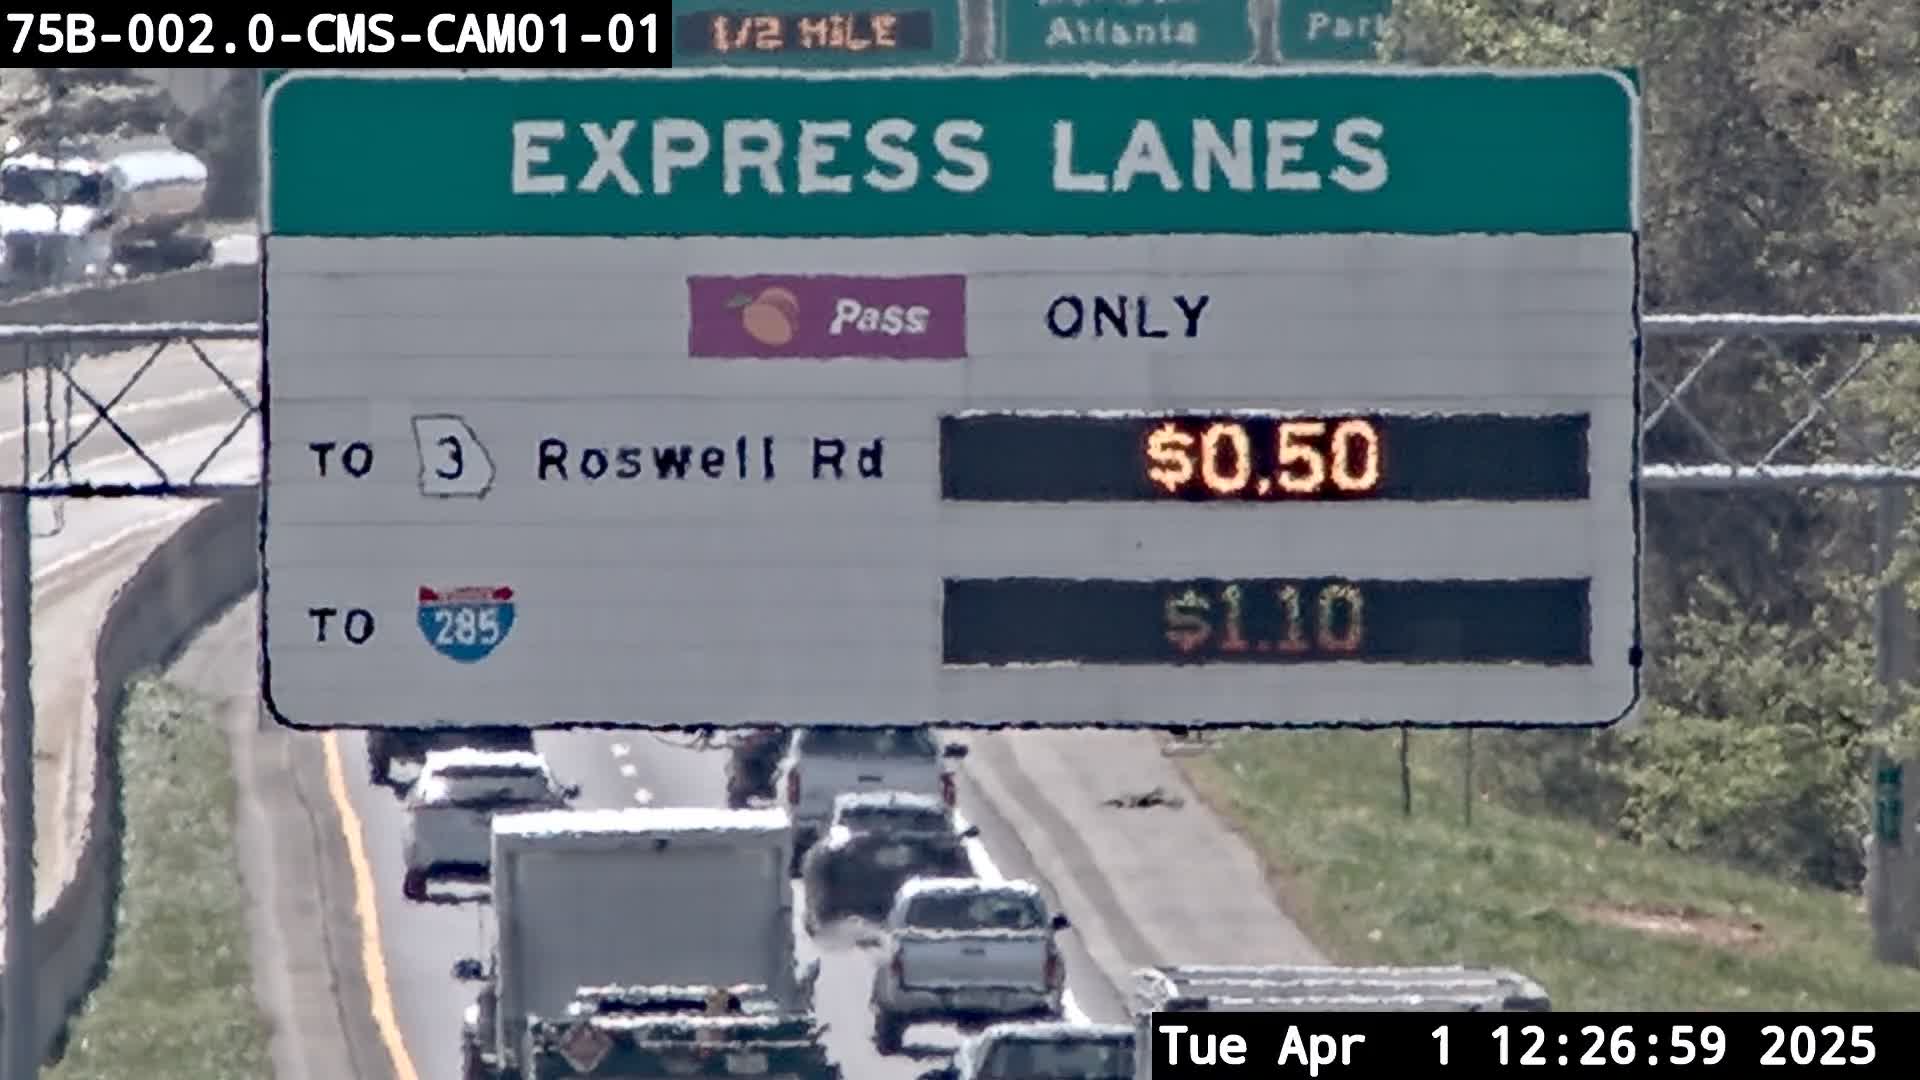 75B-002.0-CMS-CAM01-01
1/2 MILE
Atlanta
EXPRESS LANES
Pass ONLY
TO 3 Roswell Rd $0.50
TO 285 $1.10
Tue Apr 1 12:26:59 2025